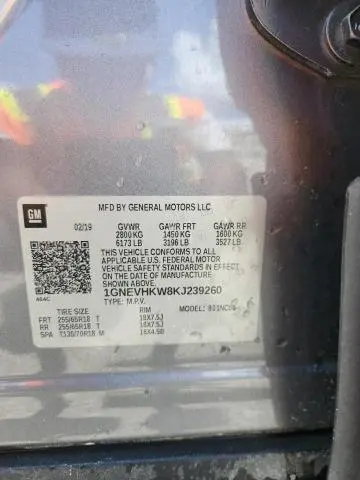 MFD BY GENERAL MOTORS LLC
GM
02/19
GVWR GAWR FRT GAWR RR
2800 KG 1450 KG 1600 KG
6173 LB 3196 LB 3527 LB
THIS VEHICLE CONFORMS TO ALL
APPLICABLE U.S. FEDERAL MOTOR
VEHICLE SAFETY STANDARDS IN EFFECT
ON THE DATE OF MANUFACTURE
SHOWN ABOVE.
1GNEVHKW8KJ239260
TYPE: M.P.V. MODEL:
TIRE SIZE RIM
FRT 255/65R18 T 18X7.5J
RR 255/65R18 T 18X7.5J
SPA T135/70R18 M 18X4.5B